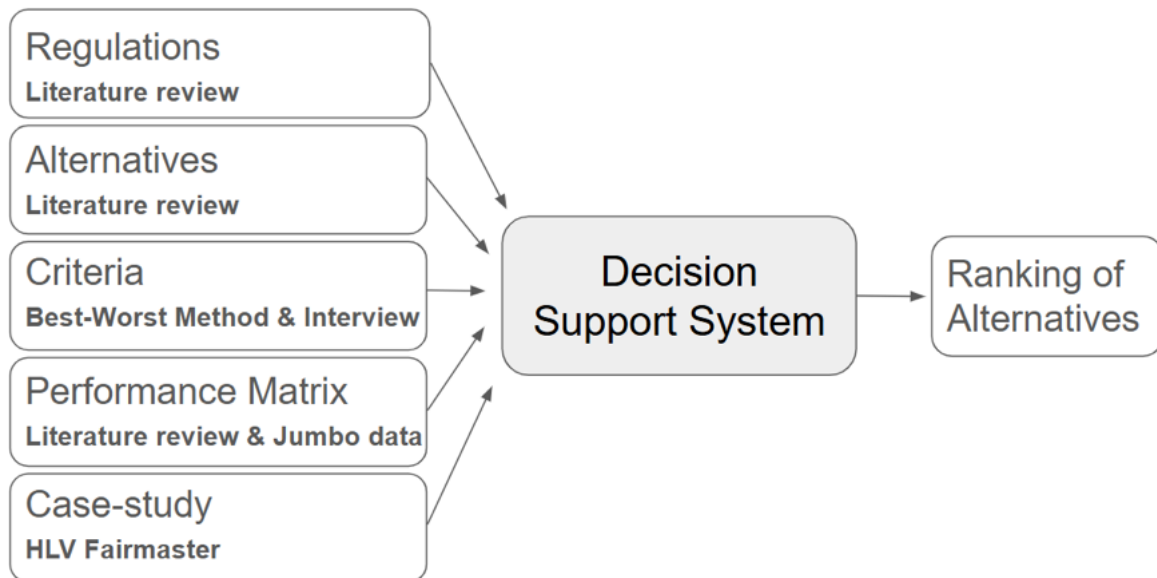 Regulations
Literature review
Alternatives
Literature review
Criteria
Best-Worst Method & Interview
Performance Matrix
Literature review & Jumbo data
Case-study
HLV Fairmaster
Decision
Support System
Ranking of
Alternatives